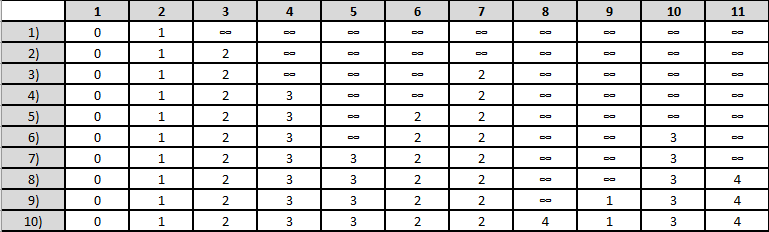 1 2 3 4 5 6 7 8 9 10 11
1) 0 1 ∞ ∞ ∞ ∞ ∞ ∞ ∞ ∞ ∞
2) 0 1 2 ∞ ∞ ∞ ∞ ∞ ∞ ∞ ∞
3) 0 1 2 ∞ ∞ ∞ 2 ∞ ∞ ∞ ∞
4) 0 1 2 3 ∞ ∞ 2 ∞ ∞ ∞ ∞
5) 0 1 2 3 ∞ 2 2 ∞ ∞ ∞ ∞
6) 0 1 2 3 ∞ 2 2 ∞ ∞ 3 ∞
7) 0 1 2 3 3 2 2 ∞ ∞ 3 ∞
8) 0 1 2 3 3 2 2 ∞ ∞ 3 4
9) 0 1 2 3 3 2 2 ∞ 1 3 4
10) 0 1 2 3 3 2 2 4 1 3 4